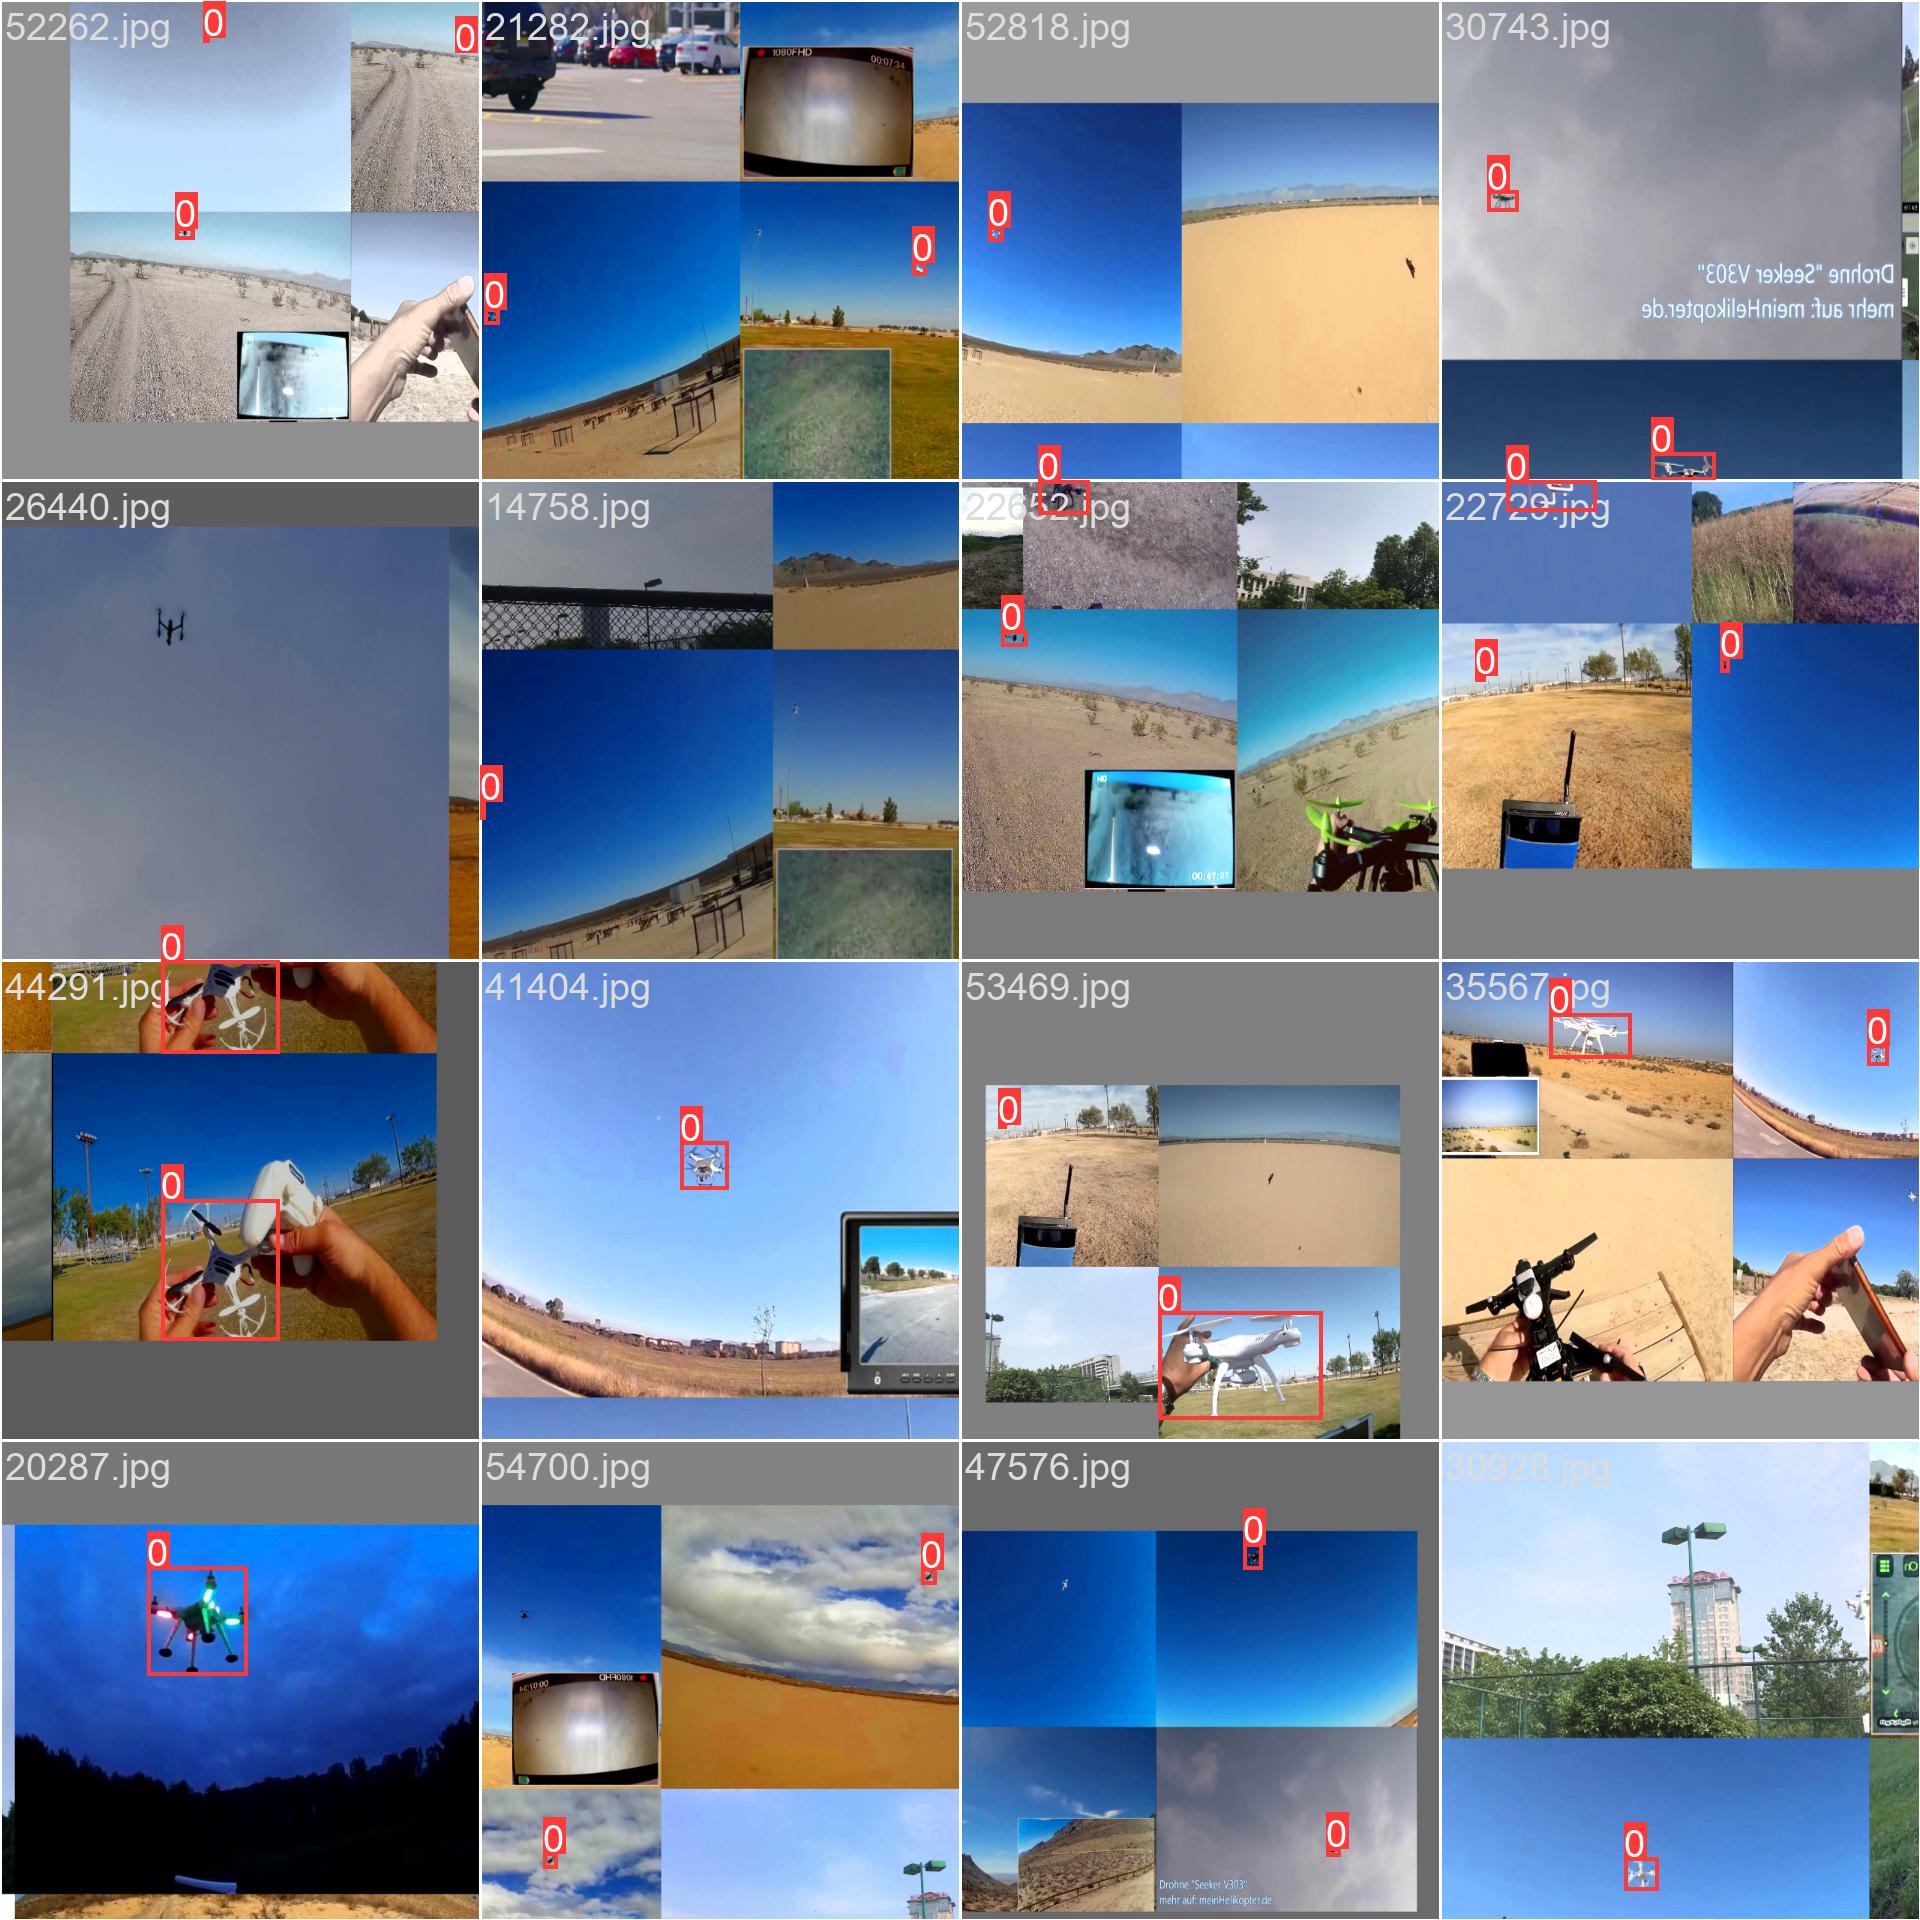 52262.jpg
0
0
0
21282.jpg
1080FHD
00:07:34
0
0
52818.jpg
0
0
30743.jpg
0
Drohne "Seeker V303"
mehr auf: meinHelikopter.de
0
0
26440.jpg
0
14758.jpg
0
22652.jpg
0
HD
00:47:83
22729.jpg
0
0
44291.jpg
0
41404.jpg
0
53469.jpg
0
0
35567.jpg
0
0
20287.jpg
0
54700.jpg
0
1080FHD
00:07:34
0
47576.jpg
0
0
Drohne "Seeker V303"
mehr auf: meinHelikopter.de
30928.jpg
0